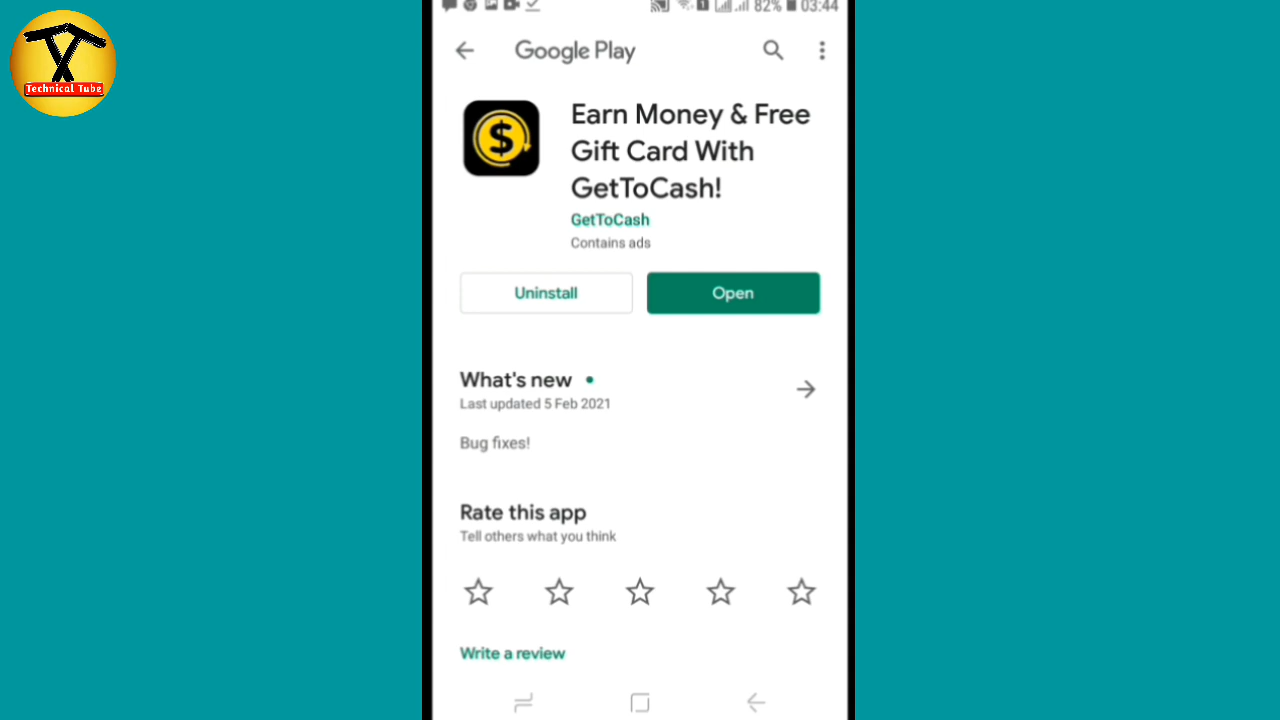 Technical Tube
82% 03:44
Google Play
Earn Money & Free
Gift Card With
GetToCash!
GetToCash
Contains ads
Uninstall
Open
What's new
Last updated 5 Feb 2021
Bug fixes!
Rate this app
Tell others what you think
Write a review